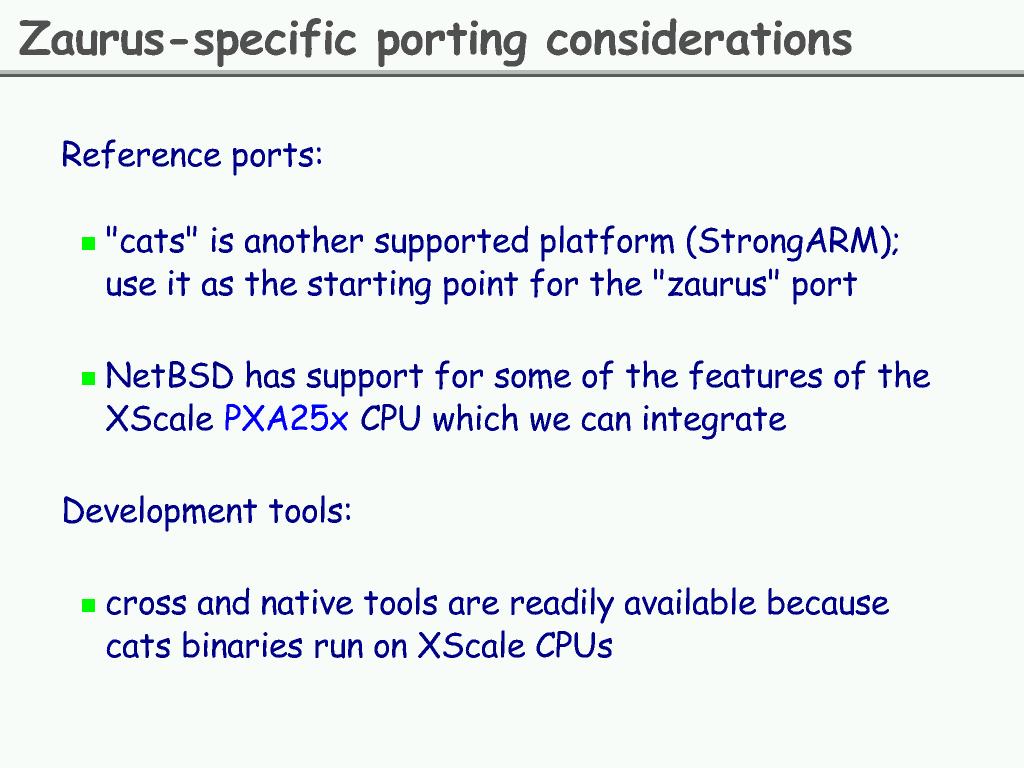 Zaurus-specific porting considerations
Reference ports:
"cats" is another supported platform (StrongARM);
use it as the starting point for the "zaurus" port
NetBSD has support for some of the features of the
XScale PXA25x CPU which we can integrate
Development tools:
cross and native tools are readily available because
cats binaries run on XScale CPUs